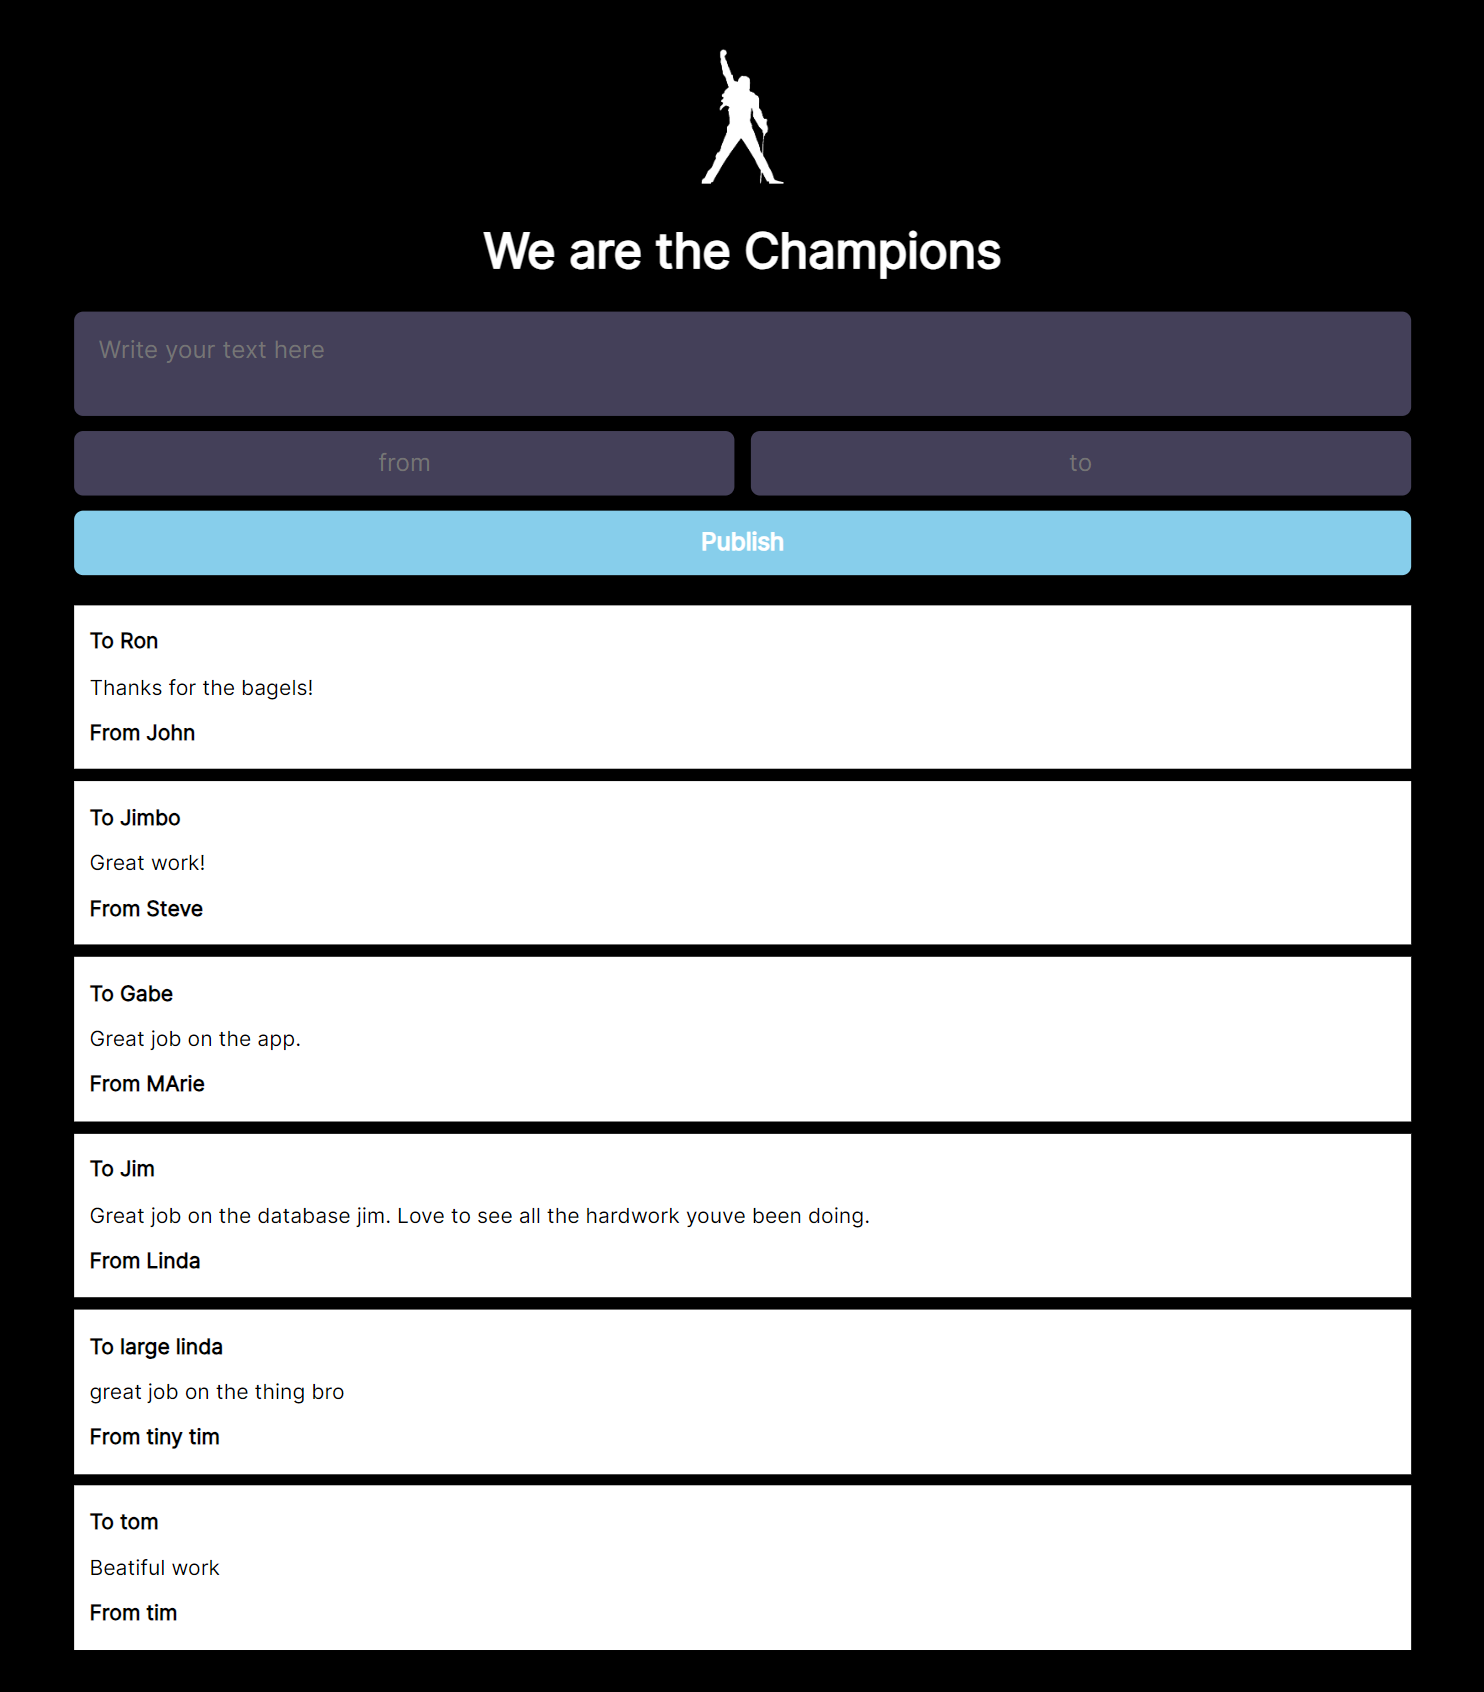 We are the Champions
Write your text here
from
to
Publish
To Ron
Thanks for the bagels!
From John
To Jimbo
Great work!
From Steve
To Gabe
Great job on the app.
From MArie
To Jim
Great job on the database jim. Love to see all the hardwork youve been doing.
From Linda
To large linda
great job on the thing bro
From tiny tim
To tom
Beatiful work
From tim